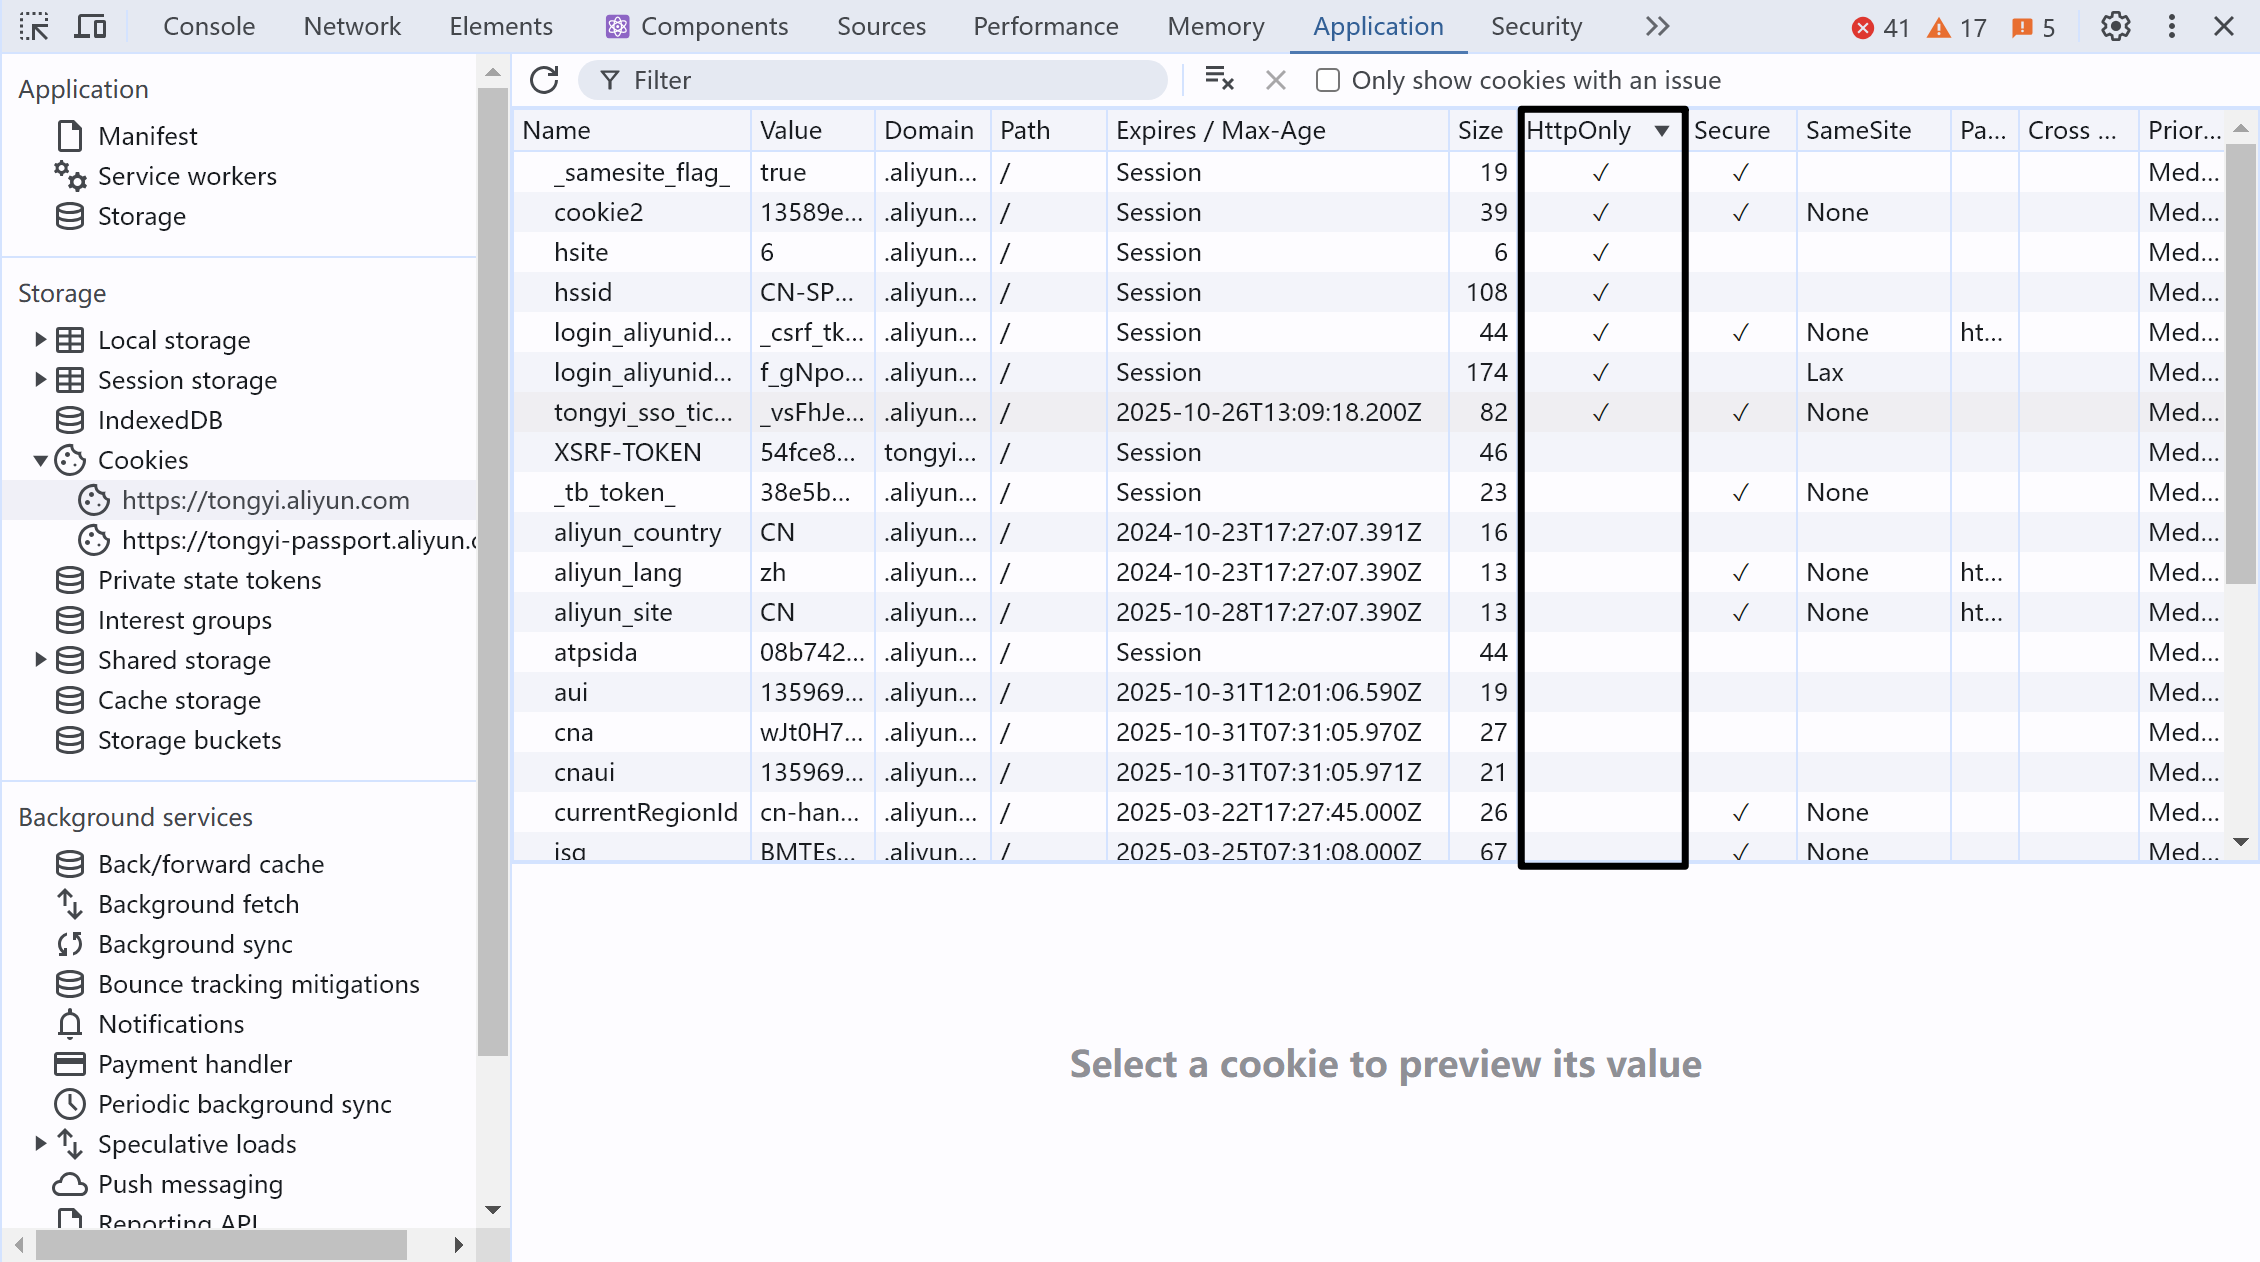 Console Network Elements Components Sources Performance Memory Application Security 41 17 5
Application
Manifest
Service workers
Storage
Storage
Local storage
Session storage
IndexedDB
Cookies
https://tongyi.aliyun.com
https://tongyi-passport.aliyun.c
Private state tokens
Interest groups
Shared storage
Cache storage
Storage buckets
Background services
Back/forward cache
Background fetch
Background sync
Bounce tracking mitigations
Notifications
Payment handler
Periodic background sync
Speculative loads
Push messaging
Reporting API
Filter Only show cookies with an issue
Name Value Domain Path Expires / Max-Age Size HttpOnly ▼ Secure SameSite Pa... Cross ... Prior...
_samesite_flag_ true .aliyun... / Session 19 ✓ ✓ Med...
cookie2 13589e... .aliyun... / Session 39 ✓ ✓ None Med...
hsite 6 .aliyun... / Session 6 ✓ Med...
hssid CN-SP... .aliyun... / Session 108 ✓ Med...
login_aliyunid... _csrf_tk... .aliyun... / Session 44 ✓ ✓ None ht... Med...
login_aliyunid... f_gNpo... .aliyun... / Session 174 ✓ Lax Med...
tongyi_sso_tic... _vsFhJe... .aliyun... / 2025-10-26T13:09:18.200Z 82 ✓ ✓ None Med...
XSRF-TOKEN 54fce8... tongyi... / Session 46 Med...
_tb_token_ 38e5b... .aliyun... / Session 23 ✓ None Med...
aliyun_country CN .aliyun... / 2024-10-23T17:27:07.391Z 16 Med...
aliyun_lang zh .aliyun... / 2024-10-23T17:27:07.390Z 13 ✓ None ht... Med...
aliyun_site CN .aliyun... / 2025-10-28T17:27:07.390Z 13 ✓ None ht... Med...
atpsida 08b742... .aliyun... / Session 44 Med...
aui 135969... .aliyun... / 2025-10-31T12:01:06.590Z 19 Med...
cna wJt0H7... .aliyun... / 2025-10-31T07:31:05.970Z 27 Med...
cnaui 135969... .aliyun... / 2025-10-31T07:31:05.971Z 21 Med...
currentRegionId cn-han... .aliyun... / 2025-03-22T17:27:45.000Z 26 ✓ None Med...
isg BMTEs... .aliyun... / 2025-03-25T07:31:08.000Z 67 ✓ None Med...
Select a cookie to preview its value